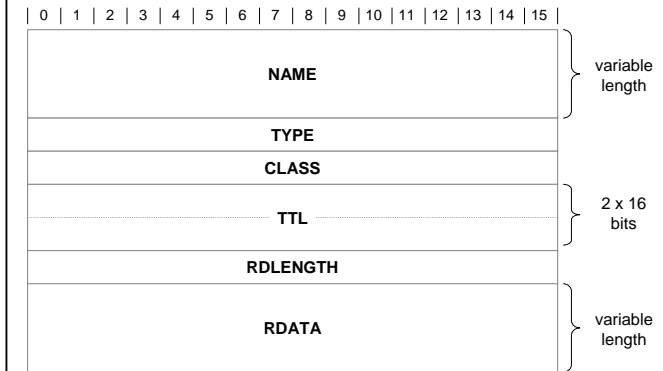 | 0 | 1 | 2 | 3 | 4 | 5 | 6 | 7 | 8 | 9 | 10 | 11 | 12 | 13 | 14 | 15 |
NAME
variable
length
TYPE
CLASS
TTL
2 x 16
bits
RDLENGTH
RDATA
variable
length